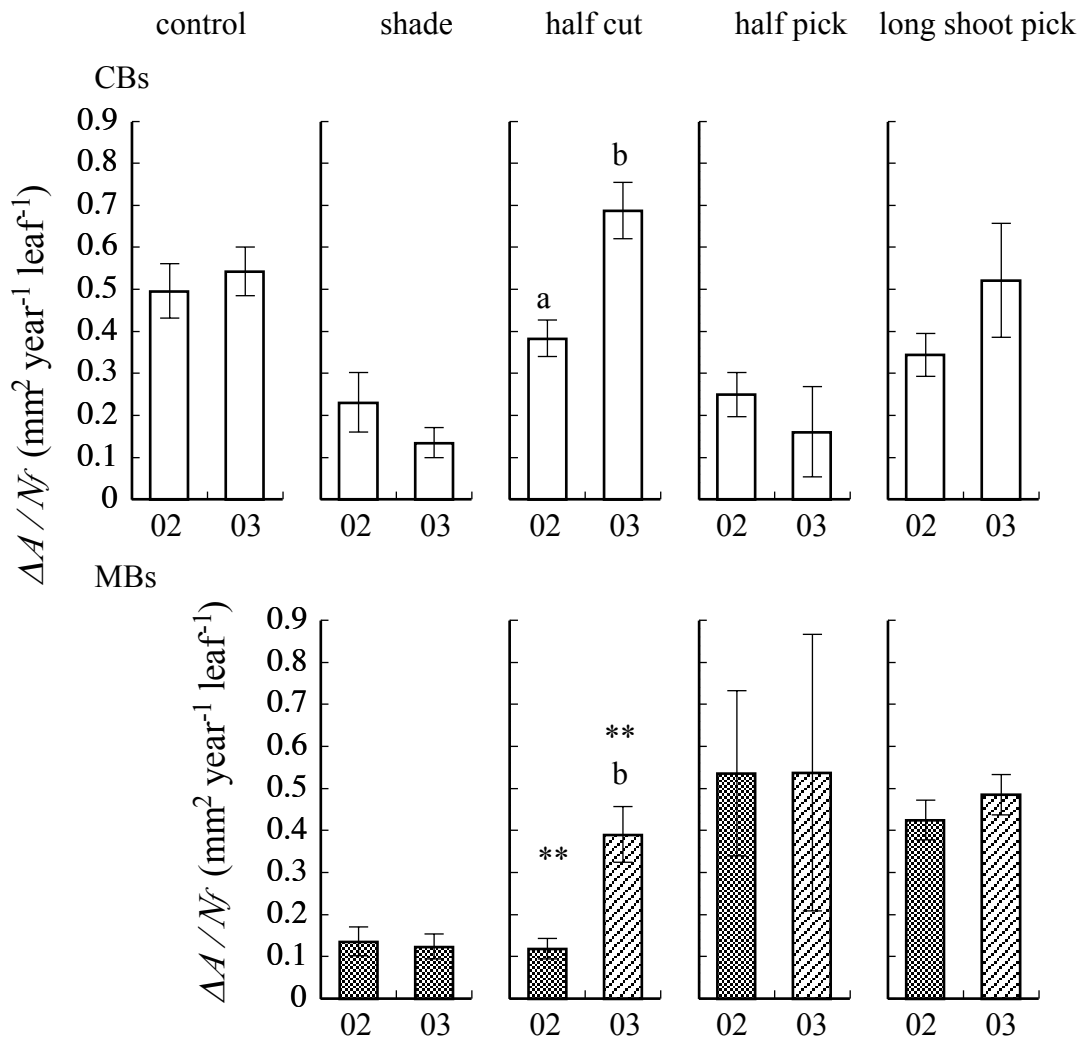 control shade half cut half pick long shoot pick
CBs
0.9
0.8
0.7
0.6
0.5
0.4
0.3
0.2
0.1
0
ΔA / Nf (mm² year⁻¹ leaf⁻¹)
a
b
02 03 02 03 02 03 02 03 02 03
MBs
0.9
0.8
0.7
0.6
0.5
0.4
0.3
0.2
0.1
0
ΔA / Nf (mm² year⁻¹ leaf⁻¹)
**
**
b
02 03 02 03 02 03 02 03